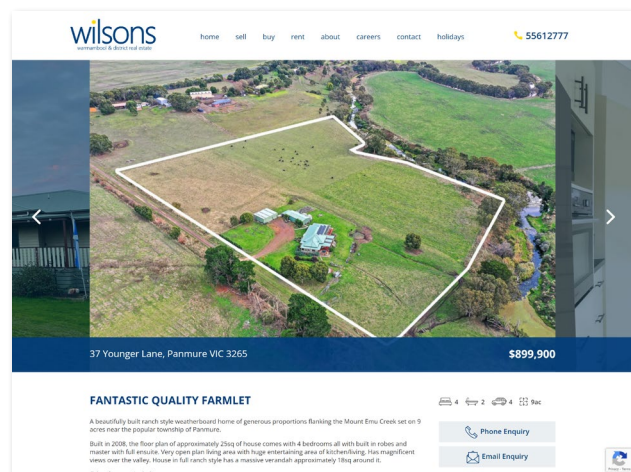 wilsons
warrnambool & district real estate
home sell buy rent about careers contact holidays
55612777
37 Younger Lane, Panmure VIC 3265
$899,900
FANTASTIC QUALITY FARMLET
4 2 4 9ac
A beautifully built ranch style weatherboard home of generous proportions flanking the Mount Emu Creek set on 9
acres near the popular township of Panmure.
Phone Enquiry
Built in 2008, the floor plan of approximately 25sq of house comes with 4 bedrooms all with built in robes and
master with full ensuite. Very open plan living area with huge entertaining area of kitchen/living. Has magnificent
views over the valley. House in full ranch style has a massive verandah approximately 18sq around it.
Email Enquiry
Privacy - Terms